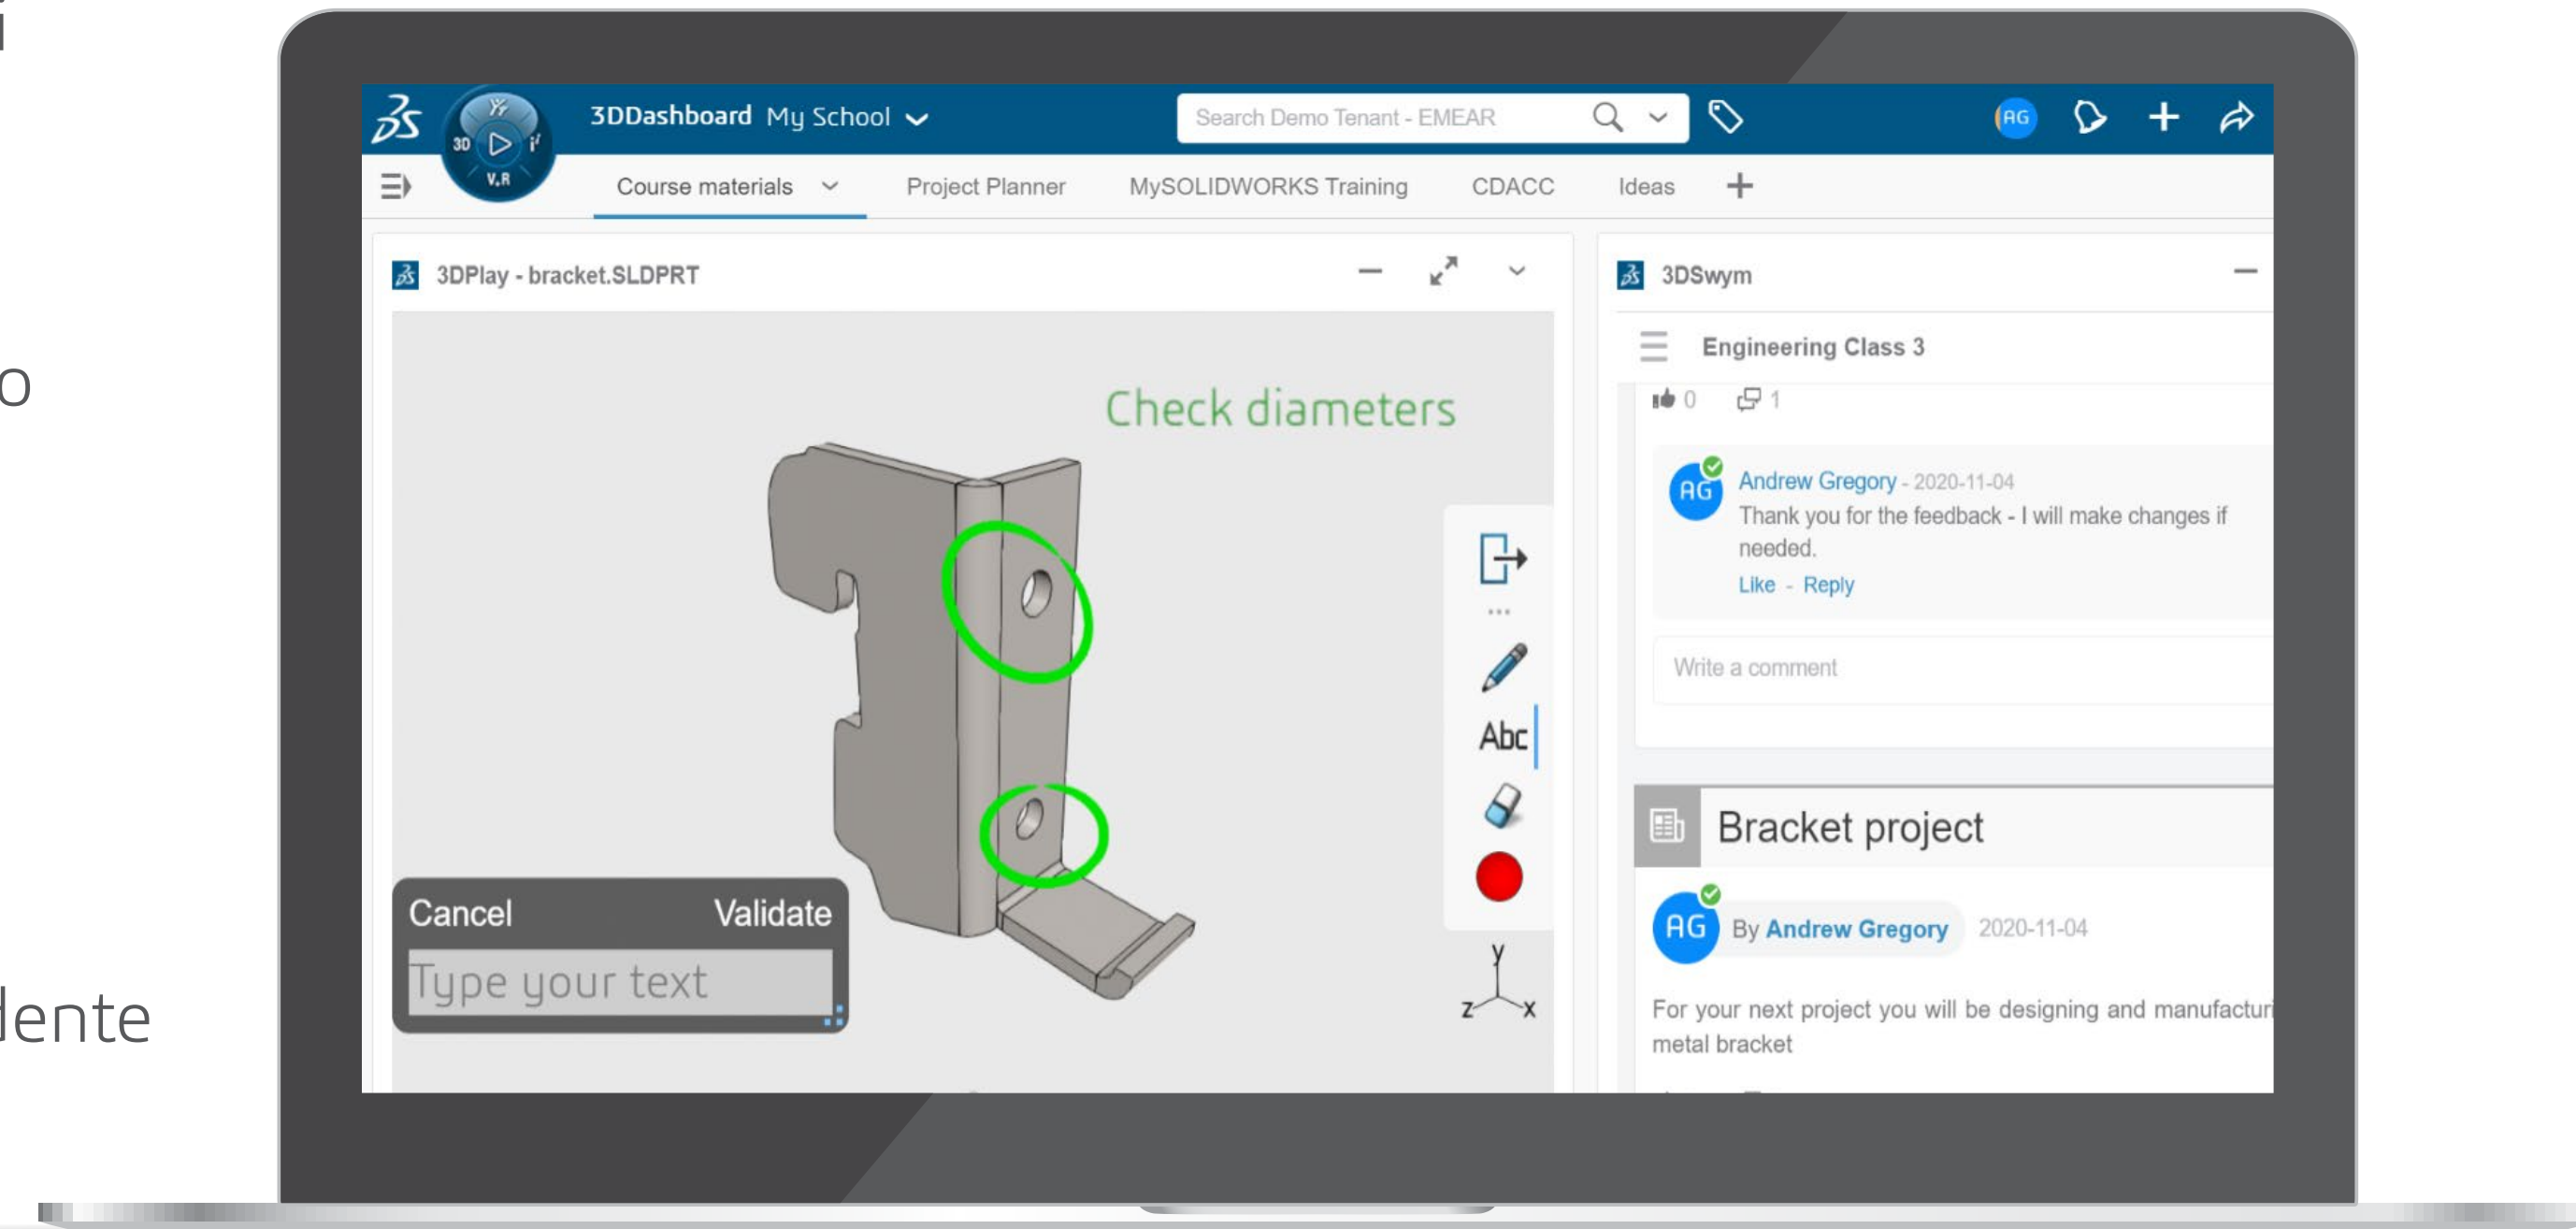 i
o
dente
3DDashboard My School
Search Demo Tenant - EMEAR
AG
3D
V.R
Course materials
Project Planner
MySOLIDWORKS Training
CDACC
Ideas
3DPlay - bracket.SLDPRT
Check diameters
Abc
Cancel
Validate
Type your text
y
z
x
3DSwym
Engineering Class 3
0
1
AG
Andrew Gregory - 2020-11-04
Thank you for the feedback - I will make changes if
needed.
Like - Reply
Write a comment
Bracket project
AG
By Andrew Gregory 2020-11-04
For your next project you will be designing and manufacturi
metal bracket